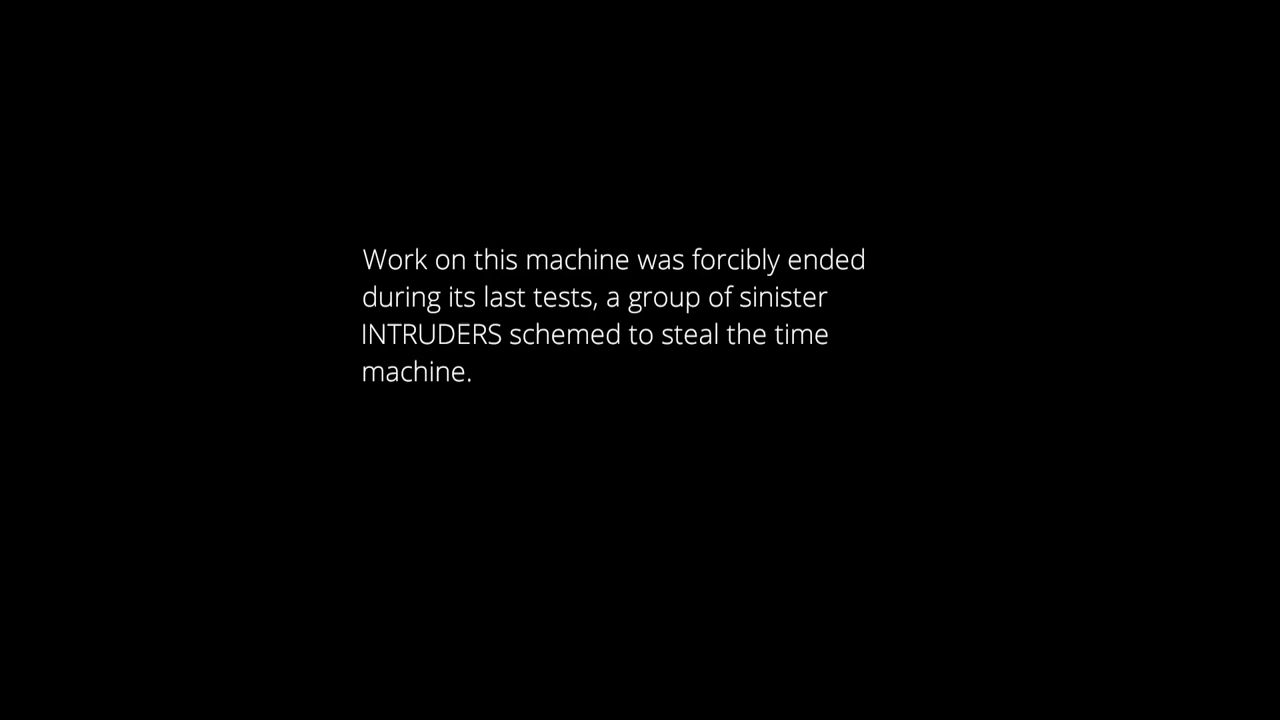 Work on this machine was forcibly ended
during its last tests, a group of sinister
INTRUDERS schemed to steal the time
machine.